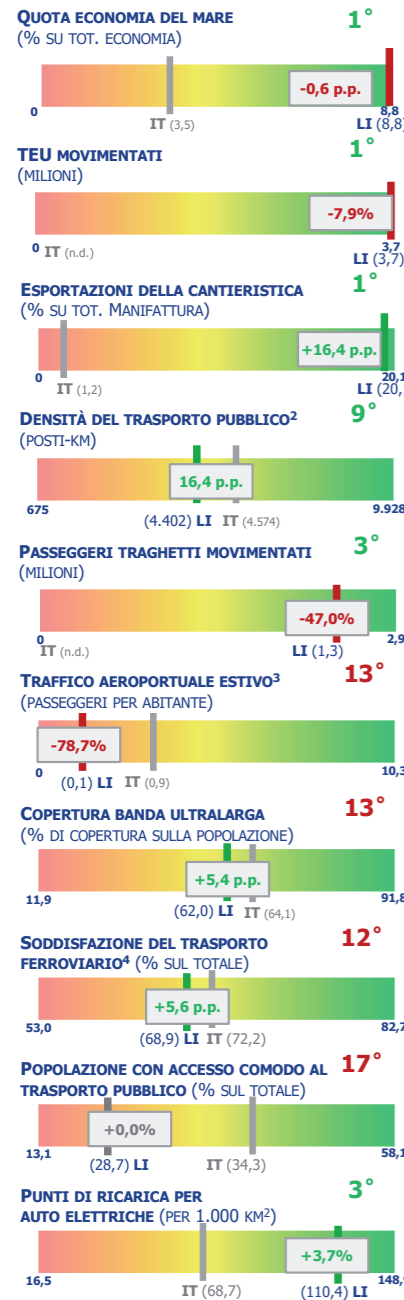 QUOTA ECONOMIA DEL MARE 1°
(% SU TOT. ECONOMIA)
-0,6 p.p.
0 8,8
IT (3,5) LI (8,8)
TEU MOVIMENTATI 1°
(MILIONI)
-7,9%
0 IT (n.d.) 3,7
LI (3,7)
ESPORTAZIONI DELLA CANTIERISTICA 1°
(% SU TOT. MANIFATTURA)
+16,4 p.p.
0 20,1
IT (1,2) LI (20,
DENSITÀ DEL TRASPORTO PUBBLICO² 9°
(POSTI-KM)
16,4 p.p.
675 9.928
(4.402) LI IT (4.574)
PASSEGGERI TRAGHETTI MOVIMENTATI 3°
(MILIONI)
-47,0%
0 2,9
IT (n.d.) LI (1,3)
TRAFFICO AEROPORTUALE ESTIVO³ 13°
(PASSEGGERI PER ABITANTE)
-78,7%
0 10,3
(0,1) LI IT (0,9)
COPERTURA BANDA ULTRALARGA 13°
(% DI COPERTURA SULLA POPOLAZIONE)
+5,4 p.p.
11,9 91,8
(62,0) LI IT (64,1)
SODDISFAZIONE DEL TRASPORTO 12°
FERROVIARIO⁴ (% SUL TOTALE)
+5,6 p.p.
53,0 82,7
(68,9) LI IT (72,2)
POPOLAZIONE CON ACCESSO COMODO AL 17°
TRASPORTO PUBBLICO (% SUL TOTALE)
+0,0%
13,1 58,1
(28,7) LI IT (34,3)
PUNTI DI RICARICA PER 3°
AUTO ELETTRICHE (PER 1.000 KM²)
+3,7%
16,5 148,
IT (68,7) (110,4) LI